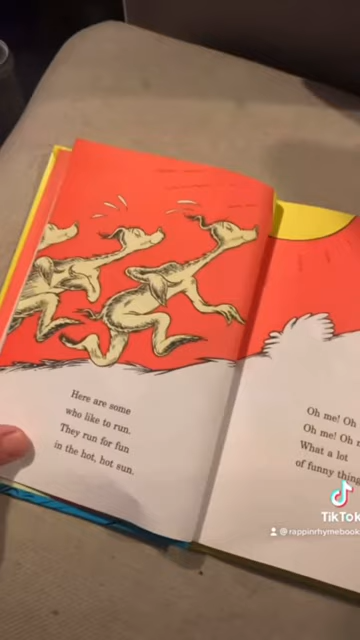 Here are some
who like to run.
They run for fun
in the hot, hot sun.
Oh me! Oh
Oh me! Oh
What a lot
of funny thing
TikTok
@rappinrhymebook